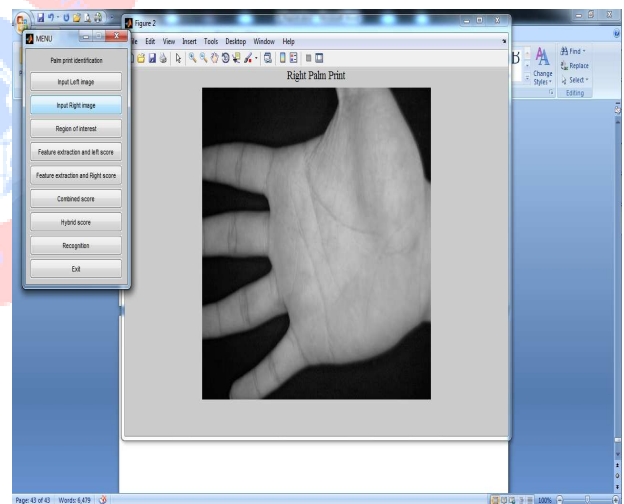 Figure 2
File Edit View Insert Tools Desktop Window Help
MENU
Palm print identification
Input Left image
Input Right image
Region of interest
Feature extraction and left score
Feature extraction and Right score
Combined score
Hybrid score
Recognition
Exit
Right Palm Print
Change
Styles
Find
Replace
Select
Editing
Page: 43 of 43 Words: 6,479
100%